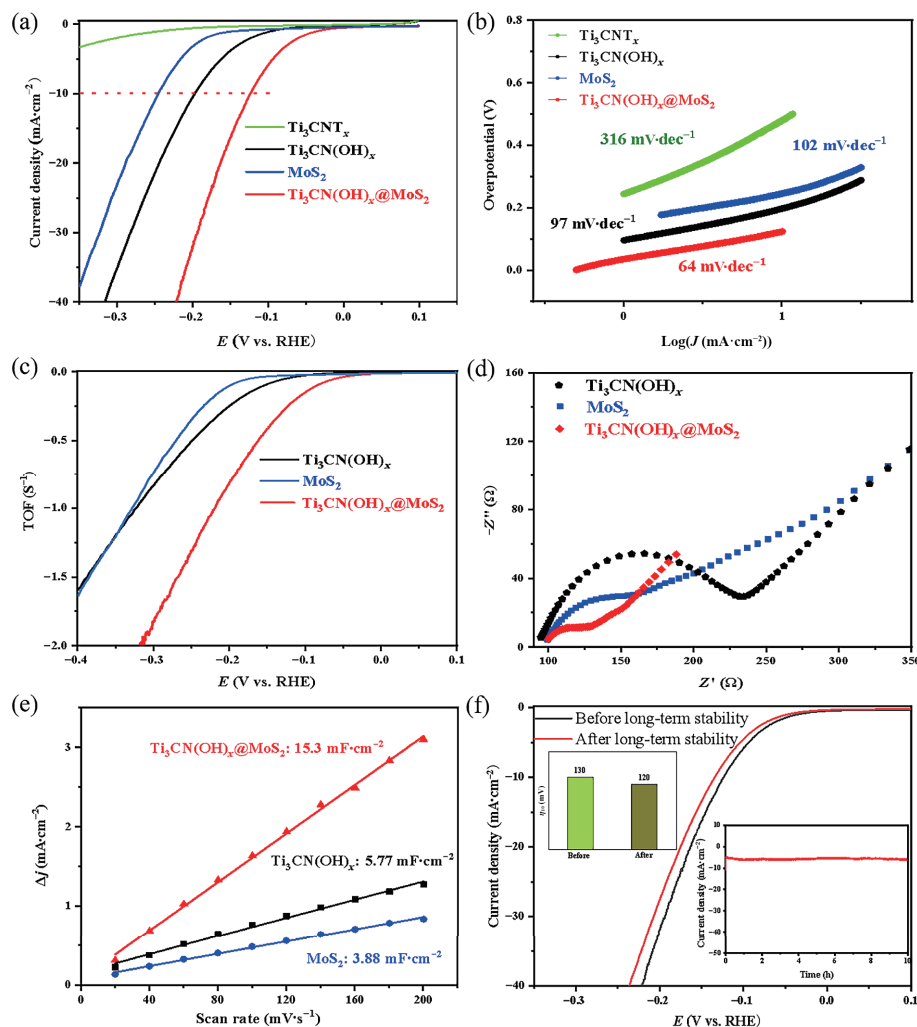 (a)
0
−10
−20
−30
−40
Current density (mA·cm⁻²)
Ti₃CNTₓ
Ti₃CN(OH)ₓ
MoS₂
Ti₃CN(OH)ₓ@MoS₂
−0.3 −0.2 −0.1 0.0 0.1
E (V vs. RHE)
(b)
0.8
0.6
0.4
0.2
0.0
Overpotential (V)
Ti₃CNTₓ
Ti₃CN(OH)ₓ
MoS₂
Ti₃CN(OH)ₓ@MoS₂
316 mV·dec⁻¹
102 mV·dec⁻¹
97 mV·dec⁻¹
64 mV·dec⁻¹
0 1
Log(J (mA·cm⁻²))
(c)
0.0
−0.5
−1.0
−1.5
−2.0
TOF (S⁻¹)
Ti₃CN(OH)ₓ
MoS₂
Ti₃CN(OH)ₓ@MoS₂
−0.4 −0.3 −0.2 −0.1 0.0 0.1
E (V vs. RHE)
(d)
−160
120
80
40
0
-Z'' (Ω)
Ti₃CN(OH)ₓ
MoS₂
Ti₃CN(OH)ₓ@MoS₂
100 150 200 250 300 350
Z' (Ω)
(e)
3
2
1
0
Δj (mA·cm⁻²)
Ti₃CN(OH)ₓ@MoS₂: 15.3 mF·cm⁻²
Ti₃CN(OH)ₓ: 5.77 mF·cm⁻²
MoS₂: 3.88 mF·cm⁻²
0 40 80 120 160 200
Scan rate (mV·s⁻¹)
(f)
0
−10
−20
−30
−40
Current density (mA·cm⁻²)
Before long-term stability
After long-term stability
η₁₀ (mV)
130
120
Before After
10
0
−10
−20
−30
−40
−50
Current density (mA·cm⁻²)
0 2 4 6 8 10
Time (h)
−0.3 −0.2 −0.1 0.0 0.1
E (V vs. RHE)